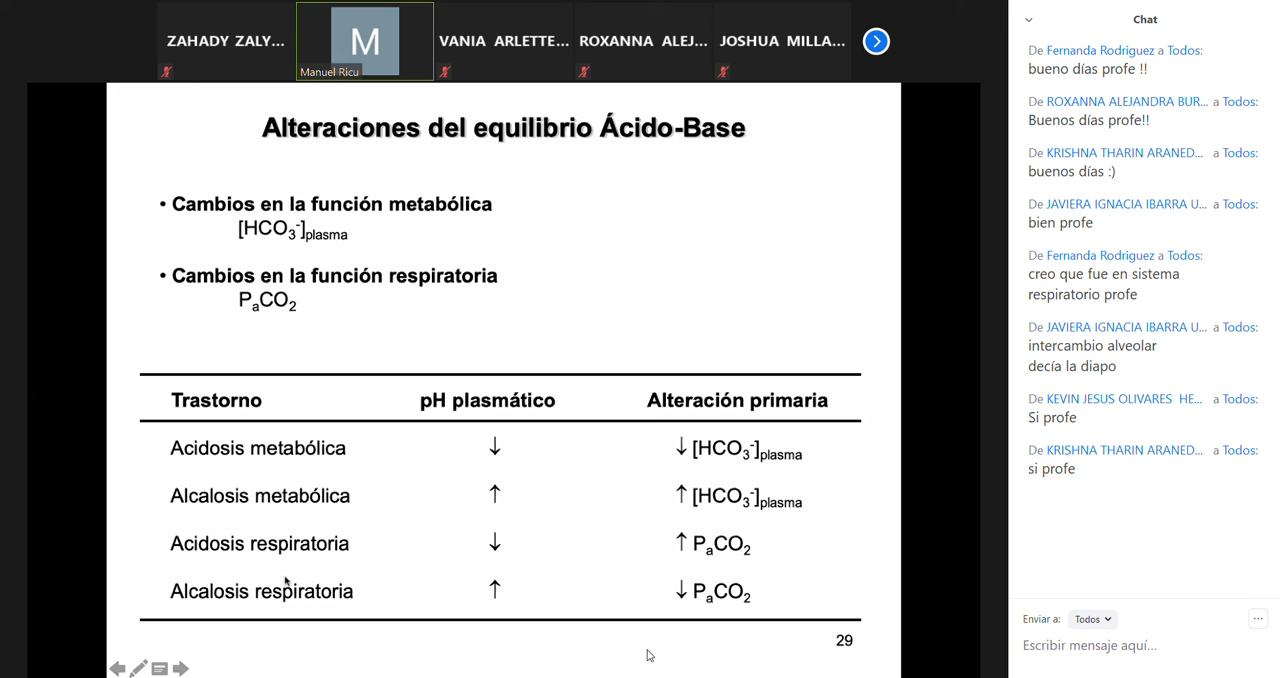 ZAHADY ZALY...
M
Manuel Ricu
VANIA ARLETTE...
ROXANNA ALEJ...
JOSHUA MILLA...
Alteraciones del equilibrio Ácido-Base
• Cambios en la función metabólica
[HCO3-]plasma
• Cambios en la función respiratoria
PaCO2
Trastorno pH plasmático Alteración primaria
Acidosis metabólica ↓ ↓ [HCO3-]plasma
Alcalosis metabólica ↑ ↑ [HCO3-]plasma
Acidosis respiratoria ↓ ↑ PaCO2
Alcalosis respiratoria ↑ ↓ PaCO2
29
Chat
De Fernanda Rodriguez a Todos:
bueno días profe !!
De ROXANNA ALEJANDRA BUR... a Todos:
Buenos días profe!!
De KRISHNA THARIN ARANED... a Todos:
buenos días :)
De JAVIERA IGNACIA IBARRA U... a Todos:
bien profe
De Fernanda Rodriguez a Todos:
creo que fue en sistema
respiratorio profe
De JAVIERA IGNACIA IBARRA U... a Todos:
intercambio alveolar
decía la diapo
De KEVIN JESUS OLIVARES HE... a Todos:
Si profe
De KRISHNA THARIN ARANED... a Todos:
si profe
Enviar a: Todos
...
Escribir mensaje aquí...